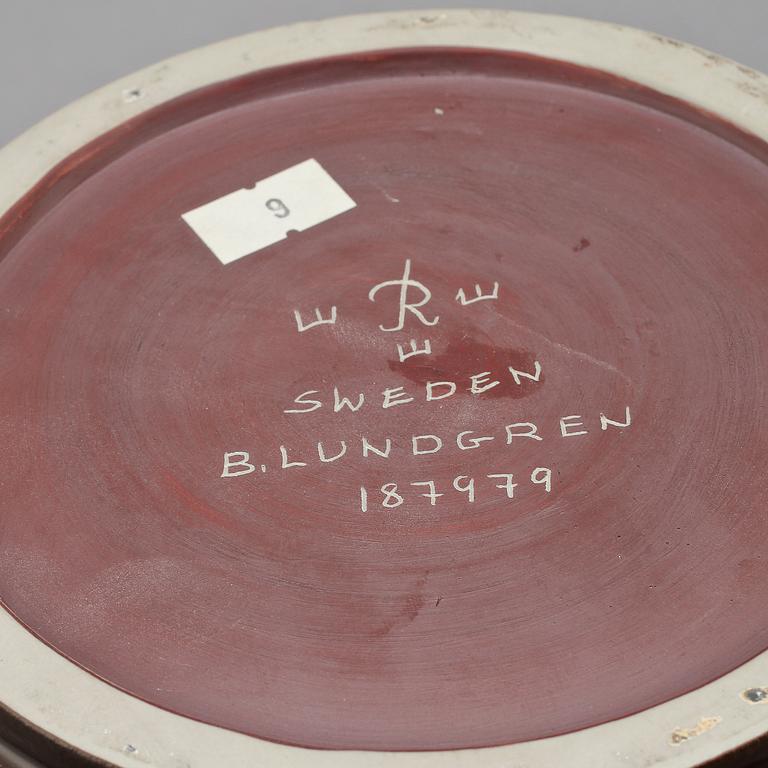 9
R
SWEDEN
B. LUNDGREN
187979